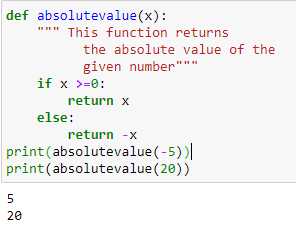 def absolutevalue(x):
    """ This function returns
          the absolute value of the
          given number"""
    if x >=0:
        return x
    else:
        return -x
print(absolutevalue(-5))
print(absolutevalue(20))
5
20